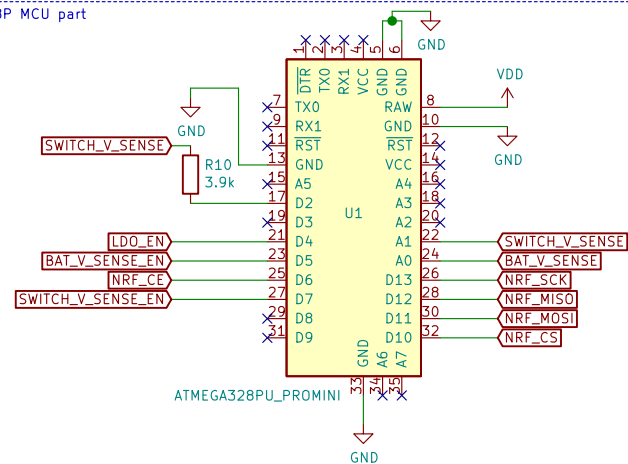 3P MCU part
1 2 3 4 5 6
GND
DTR TX0 RX1 VCC GND GND
VDD
7 TX0 RAW 8
9 RX1 GND 10
GND
SWITCH_V_SENSE 11 RST RST 12
GND
13 GND VCC 14
R10
3.9k
15 A5 A4 16
17 D2 A3 18
U1
19 D3 A2 20
LDO_EN 21 D4 A1 22 SWITCH_V_SENSE
BAT_V_SENSE_EN 23 D5 A0 24 BAT_V_SENSE
NRF_CE 25 D6 D13 26 NRF_SCK
SWITCH_V_SENSE_EN 27 D7 D12 28 NRF_MISO
29 D8 D11 30 NRF_MOSI
31 D9 D10 32 NRF_CS
GND A6 A7
33 34 35
ATMEGA328PU_PROMINI
GND